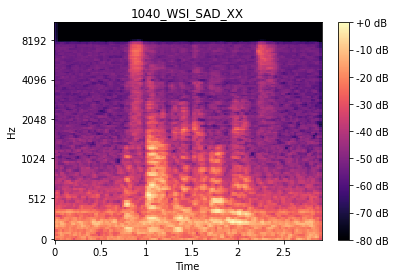 1040_WSI_SAD_XX
+0 dB
8192
-10 dB
4096
-20 dB
-30 dB
2048
Hz
-40 dB
1024
-50 dB
512
-60 dB
-70 dB
0
-80 dB
0 0.5 1 1.5 2 2.5
Time